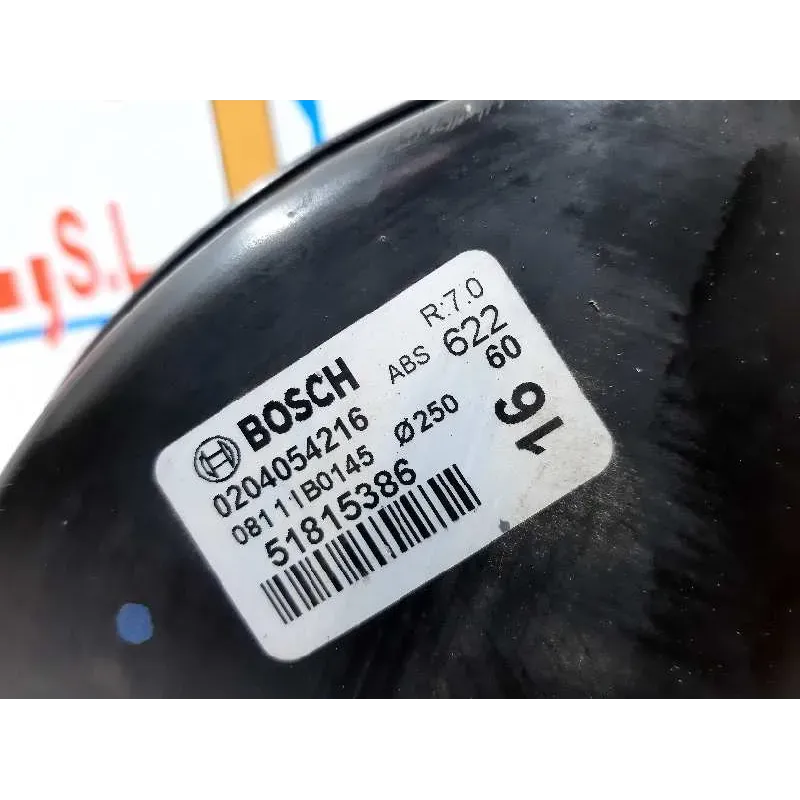 y S.L
BOSCH
0204054216
08111B0145 Ø250
51815386
R:7.0
ABS 622
60
16